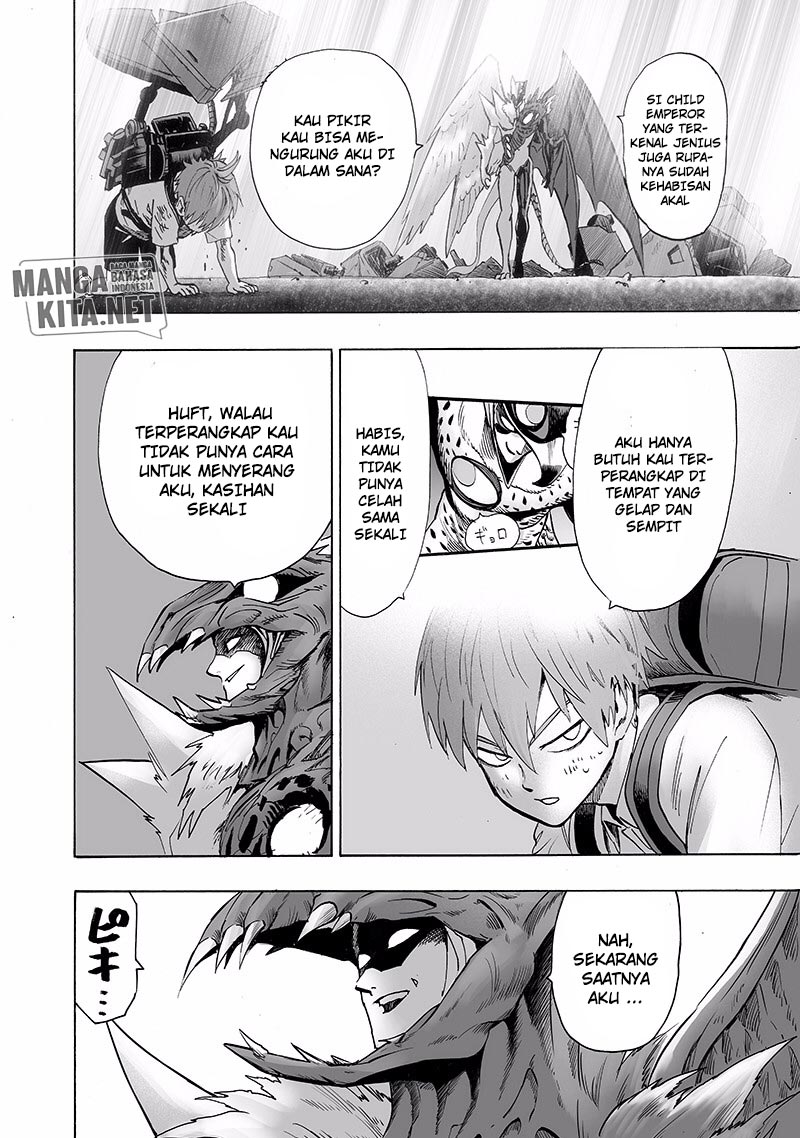 SI CHILD
EMPEROR
YANG TER-
KENAL JENIUS
JUGA RUPA-
NYA SUDAH
KEHABISAN
AKAL
KAU PIKIR
KAU BISA ME-
NGURUNG AKU DI
DALAM SANA?
MANGA
BACA MANGA
BAHASA
INDONESIA
KITA.NET
AKU HANYA
BUTUH KAU TER-
PERANGKAP DI
TEMPAT YANG
GELAP DAN
SEMPIT
ギョロ
HABIS,
KAMU
TIDAK
PUNYA
CELAH
SAMA
SEKALI
HUFT, WALAU
TERPERANGKAP KAU
TIDAK PUNYA CARA
UNTUK MENYERANG
AKU, KASIHAN
SEKALI
NAH,
SEKARANG
SAATNYA
AKU ...
ピキ...